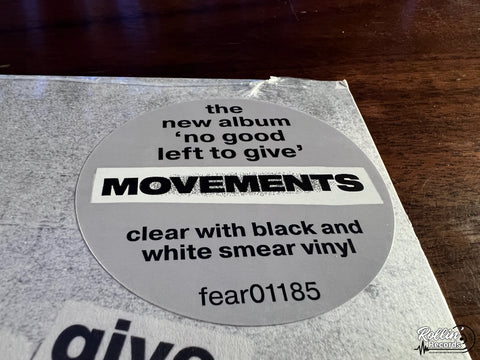 the
new album
‘no good
left to give’
MOVEMENTS
clear with black and
white smear vinyl
fear01185
give
Rollin'
Records